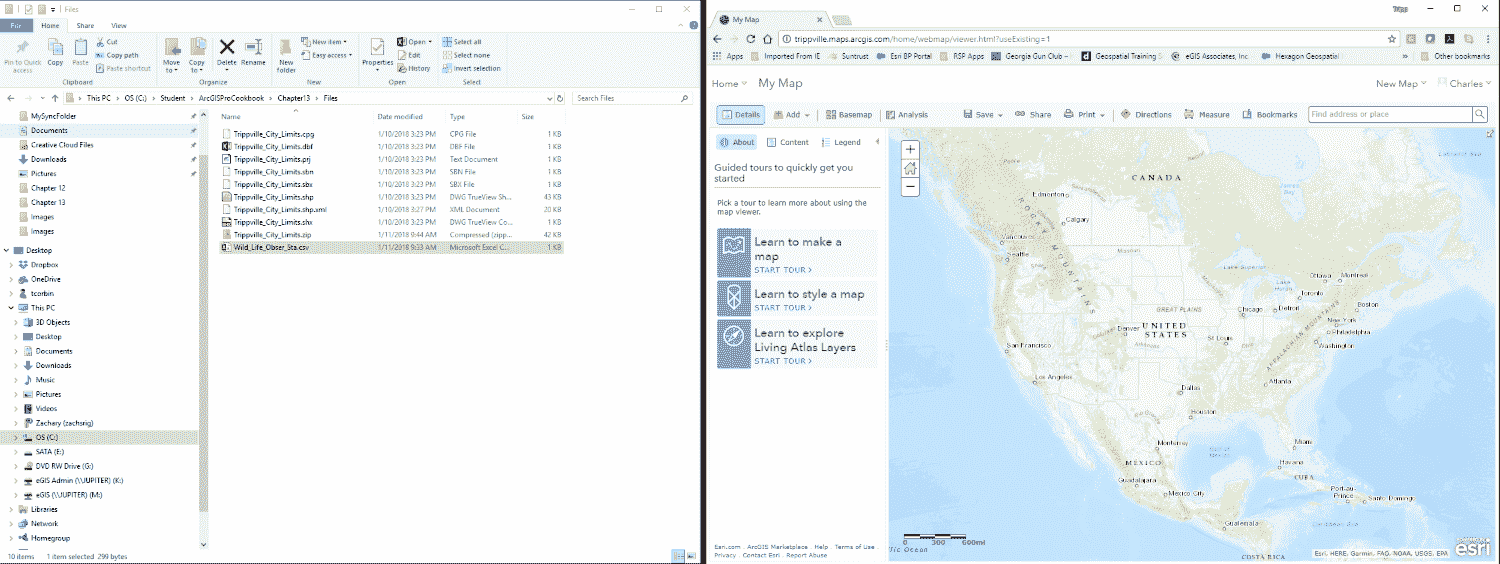 Files
File
Home
Share
View
Pin to Quick access
Copy
Paste
Cut
Copy path
Paste shortcut
Clipboard
Move to
Copy to
Delete
Rename
Organize
New folder
New item
Easy access
New
Properties
Open
Edit
History
Open
Select all
Select none
Invert selection
Select
This PC > OS (C:) > Student > ArcGISProCookbook > Chapter13 > Files
Search Files
MySyncFolder
Documents
Creative Cloud Files
Downloads
Pictures
Chapter 12
Chapter 13
Images
Images
Desktop
Dropbox
OneDrive
tcorbin
This PC
3D Objects
Desktop
Documents
Downloads
Music
Pictures
Videos
Zachary (zachsrig)
OS (C:)
SATA (E:)
DVD RW Drive (G:)
eGIS Admin (\\JUPITER) (K:)
eGIS (\\JUPITER) (M:)
Libraries
Network
Homegroup
Name Date modified Type Size
Trippville_City_Limits.cpg 1/10/2018 3:23 PM CPG File 1 KB
Trippville_City_Limits.dbf 1/10/2018 3:23 PM DBF File 1 KB
Trippville_City_Limits.prj 1/10/2018 3:23 PM Text Document 1 KB
Trippville_City_Limits.sbn 1/10/2018 3:23 PM SBN File 1 KB
Trippville_City_Limits.sbx 1/10/2018 3:23 PM SBX File 1 KB
Trippville_City_Limits.shp 1/10/2018 3:23 PM DWG TrueView Sh... 43 KB
Trippville_City_Limits.shp.xml 1/10/2018 3:27 PM XML Document 20 KB
Trippville_City_Limits.shx 1/10/2018 3:23 PM DWG TrueView Co... 1 KB
Trippville_City_Limits.zip 1/11/2018 9:44 AM Compressed (zipp... 42 KB
Wild_Life_Obser_Sta.csv 1/11/2018 9:33 AM Microsoft Excel C... 1 KB
10 items 1 item selected 299 bytes
My Map
Tripp
trippville.maps.arcgis.com/home/webmap/viewer.html?useExisting=1
Apps
Imported From IE
Suntrust
Esri BP Portal
RSP Apps
Georgia Gun Club -
Geospatial Training S
eGIS Associates, Inc.
Hexagon Geospatial
»
Other bookmarks
Home
My Map
New Map
Charles
Details
Add
Basemap
Analysis
Save
Share
Print
Directions
Measure
Bookmarks
Find address or place
About
Content
Legend
Guided tours to quickly get you
started
Pick a tour to learn more about using the
map viewer.
Learn to make a
map
START TOUR >
Learn to style a map
START TOUR >
Learn to explore
Living Atlas Layers
START TOUR >
Esri.com . ArcGIS Marketplace . Help . Terms of Use .
Privacy . Contact Esri . Report Abuse
CANADA
Edmonton
Calgary
ROCKY MOUNTAINS
Vancouver
Seattle
Lake Superior
Lake Huron
Ottawa
Montreal
Toronto
Boston
GREAT PLAINS
Chicago
Detroit
New York
Philadelphia
Denver
UNITED
STATES
St Louis
Washington
APPALACHIAN MOUNTAINS
San Francisco
Los Angeles
Atlanta
Dallas
Houston
Monterrey
Miami
Havana
MÉXICO
CUBA
Guadalajara
Mexico City
Port-au-Prince
Santo Domingo
Guatemala
Caribbean Sea
COSTA RICA
0 300 600mi
Esri, HERE, Garmin, FAO, NOAA, USGS, EPA
esri